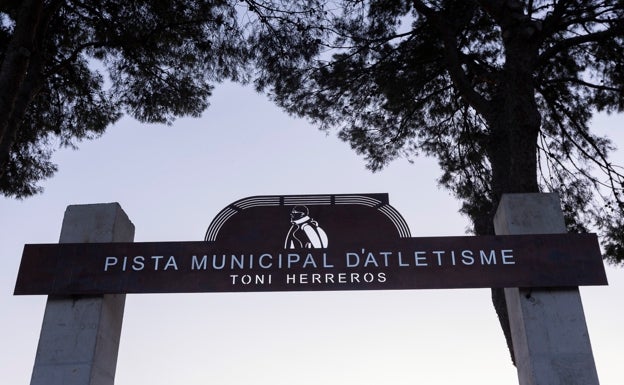 PISTA MUNICIPAL D'ATLETISME
TONI HERREROS